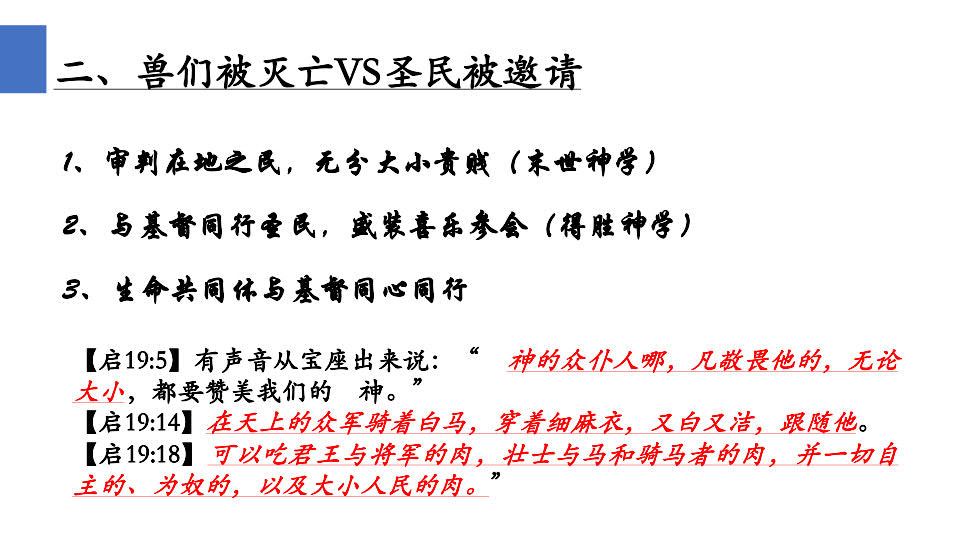 二、兽们被灭亡VS圣民被邀请
1、审判在地之民，无分大小贵贱（末世神学）
2、与基督同行圣民，盛装喜乐参会（得胜神学）
3、生命共同体与基督同心同行
【启19:5】有声音从宝座出来说：“　神的众仆人哪，凡敬畏他的，无论
大小，都要赞美我们的　神。”
【启19:14】在天上的众军骑着白马，穿着细麻衣，又白又洁，跟随他。
【启19:18】可以吃君王与将军的肉，壮士与马和骑马者的肉，并一切自
主的、为奴的，以及大小人民的肉。”